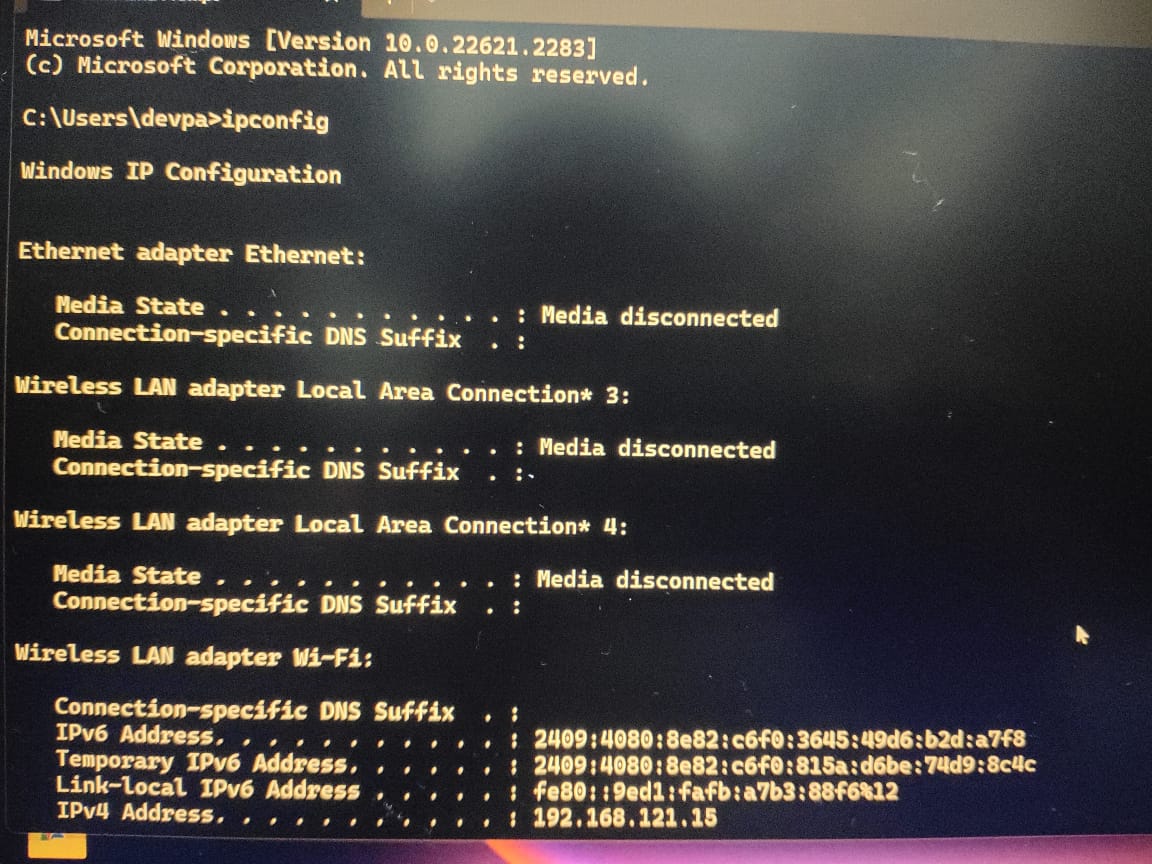 Microsoft Windows [Version 10.0.22621.2283]
(c) Microsoft Corporation. All rights reserved.
C:\Users\devpa>ipconfig
Windows IP Configuration
Ethernet adapter Ethernet:
Media State . . . . . . . . . . . : Media disconnected
Connection-specific DNS Suffix  . :
Wireless LAN adapter Local Area Connection* 3:
Media State . . . . . . . . . . . : Media disconnected
Connection-specific DNS Suffix  . :
Wireless LAN adapter Local Area Connection* 4:
Media State . . . . . . . . . . . : Media disconnected
Connection-specific DNS Suffix  . :
Wireless LAN adapter Wi-Fi:
Connection-specific DNS Suffix  . :
IPv6 Address. . . . . . . . . . . : 2409:4080:8e82:c6f0:3645:49d6:b2d:a7f8
Temporary IPv6 Address. . . . . . : 2409:4080:8e82:c6f0:815a:d6be:74d9:8c4c
Link-local IPv6 Address . . . . . : fe80::9ed1:fafb:a7b3:88f6%12
IPv4 Address. . . . . . . . . . . : 192.168.121.15